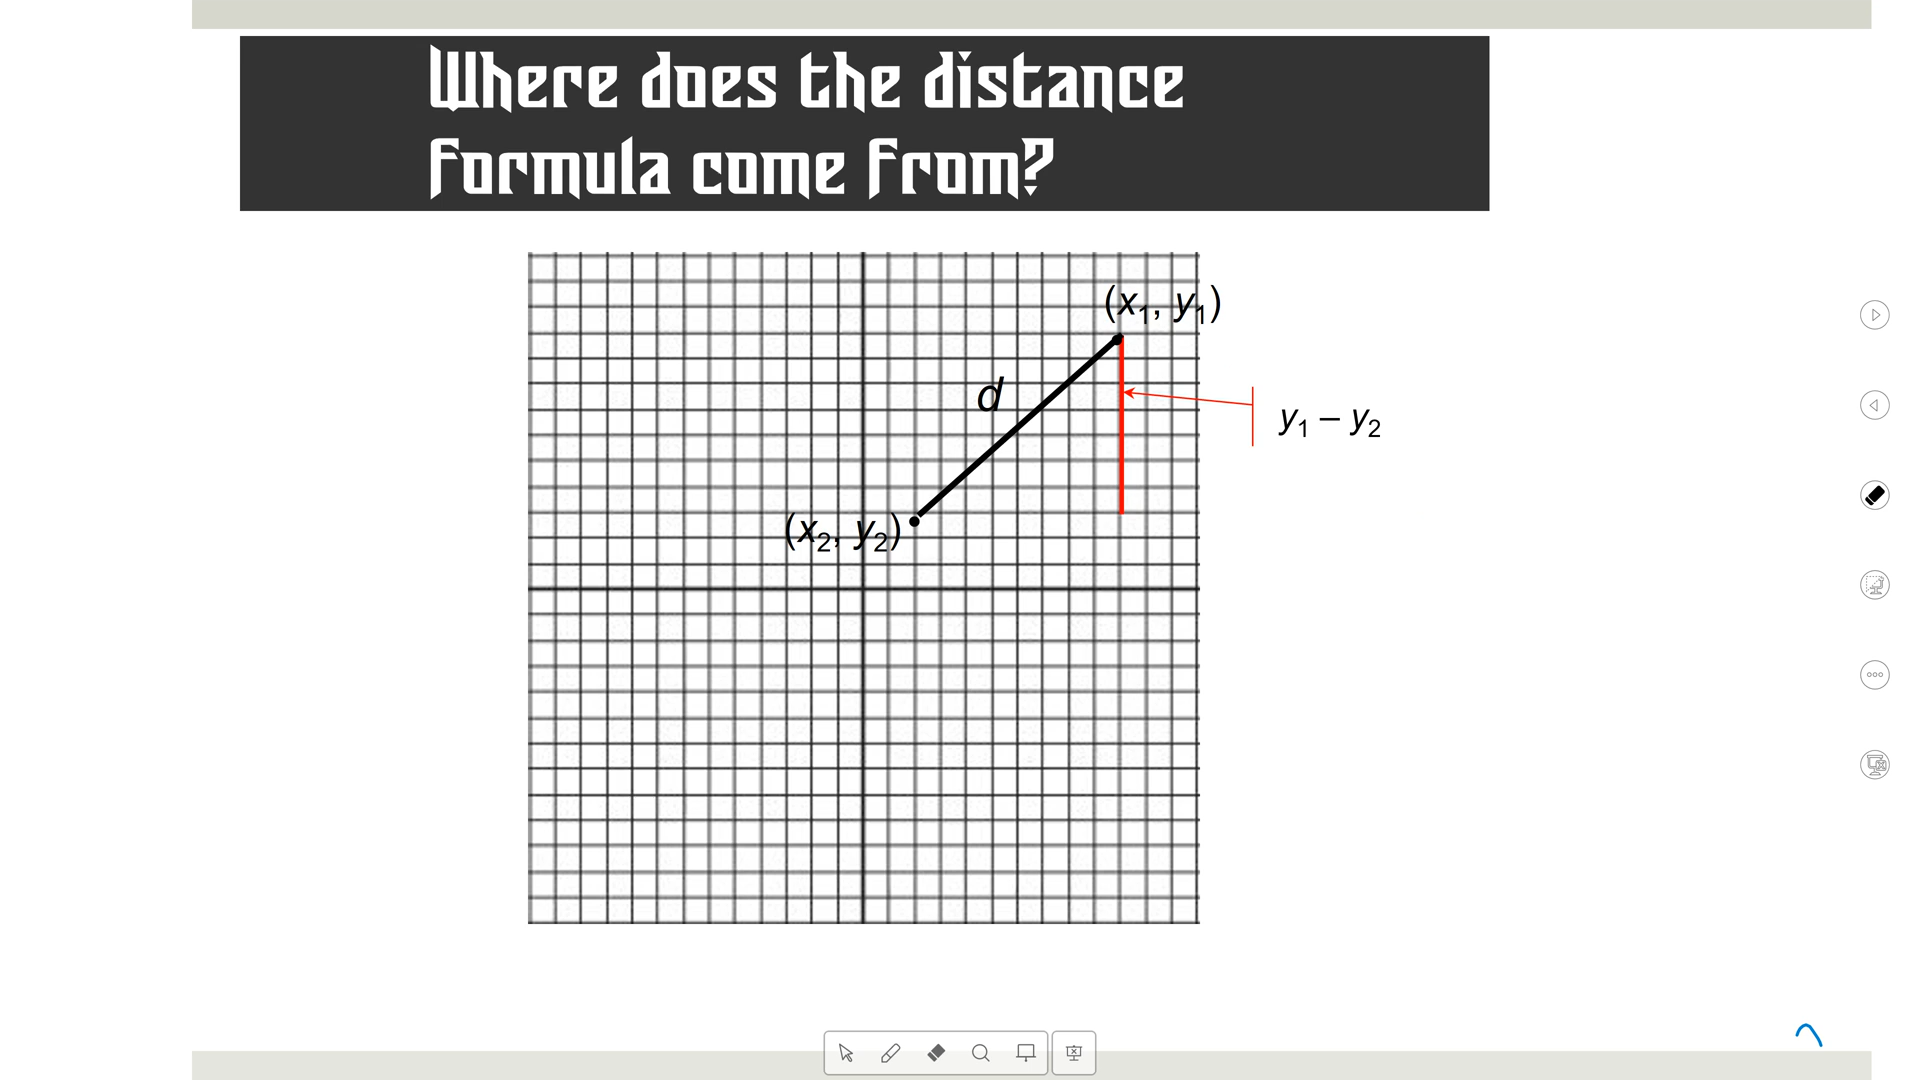 Where does the distance
formula come from?
(x₁, y₁)
d
y₁ – y₂
(x₂, y₂)